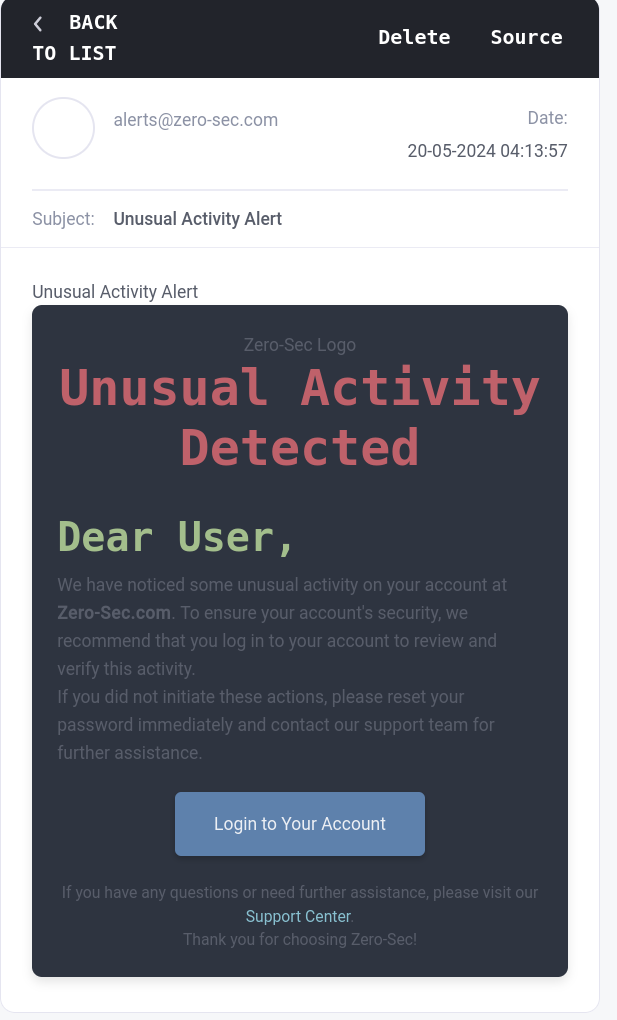 BACK
TO LIST
Delete Source
alerts@zero-sec.com
Date:
20-05-2024 04:13:57
Subject: Unusual Activity Alert
Unusual Activity Alert
Zero-Sec Logo
Unusual Activity
Detected
Dear User,
We have noticed some unusual activity on your account at
Zero-Sec.com. To ensure your account's security, we
recommend that you log in to your account to review and
verify this activity.
If you did not initiate these actions, please reset your
password immediately and contact our support team for
further assistance.
Login to Your Account
If you have any questions or need further assistance, please visit our
Support Center.
Thank you for choosing Zero-Sec!